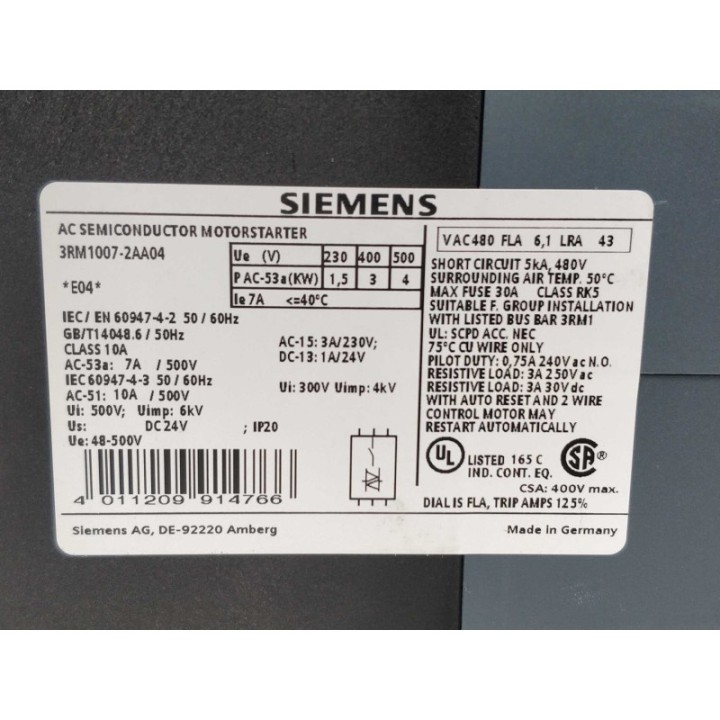 SIEMENS
AC SEMICONDUCTOR MOTORSTARTER
3RM1007-2AA04
*E04*
Ue (V) 230 400 500
P AC-53a(KW) 1,5 3 4
Ie 7A <=40°C
IEC/ EN 60947-4-2 50 / 60Hz
GB/T14048.6 / 50Hz
CLASS 10A
AC-53a: 7A / 500V
IEC 60947-4-3 50 / 60Hz
AC-51: 10A / 500V
Ui: 500V; Uimp: 6kV
Us: DC 24V ; IP20
Ue: 48-500V
AC-15: 3A/230V;
DC-13: 1A/24V
Ui: 300V Uimp: 4kV
4 011209 914766
VAC480 FLA 6,1 LRA 43
SHORT CIRCUIT 5kA, 480V
SURROUNDING AIR TEMP. 50°C
MAX FUSE 30A CLASS RK5
SUITABLE F. GROUP INSTALLATION
WITH LISTED BUS BAR 3RM1
UL: SCPD ACC. NEC
75°C CU WIRE ONLY
PILOT DUTY: 0,75A 240V ac N.O.
RESISTIVE LOAD: 3A 250V ac
RESISTIVE LOAD: 3A 30V dc
WITH AUTO RESET AND 2 WIRE
CONTROL MOTOR MAY
RESTART AUTOMATICALLY
UL LISTED 165 C
IND. CONT. EQ.
SA®
CSA: 400V max.
DIAL IS FLA, TRIP AMPS 125%
Siemens AG, DE-92220 Amberg
Made in Germany